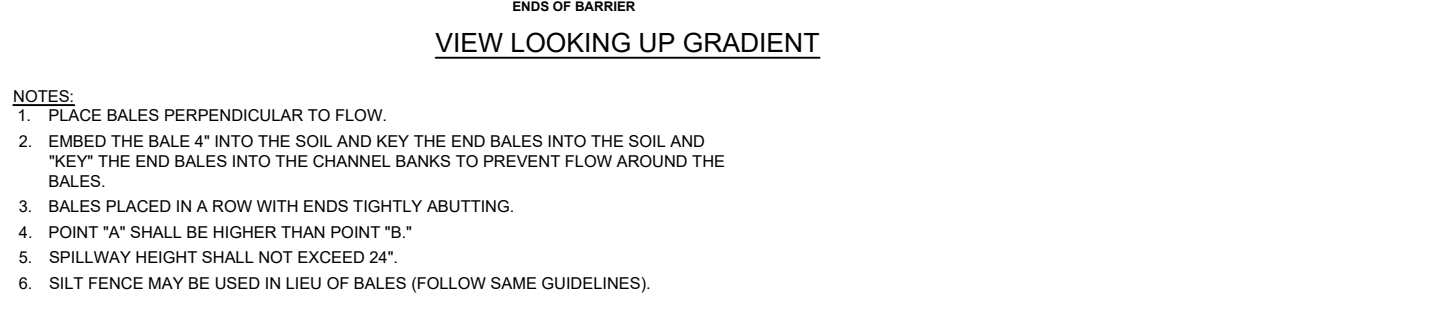 ENDS OF BARRIER
VIEW LOOKING UP GRADIENT
NOTES:
1. PLACE BALES PERPENDICULAR TO FLOW.
2. EMBED THE BALE 4" INTO THE SOIL AND KEY THE END BALES INTO THE SOIL AND
"KEY" THE END BALES INTO THE CHANNEL BANKS TO PREVENT FLOW AROUND THE
BALES.
3. BALES PLACED IN A ROW WITH ENDS TIGHTLY ABUTTING.
4. POINT "A" SHALL BE HIGHER THAN POINT "B."
5. SPILLWAY HEIGHT SHALL NOT EXCEED 24".
6. SILT FENCE MAY BE USED IN LIEU OF BALES (FOLLOW SAME GUIDELINES).